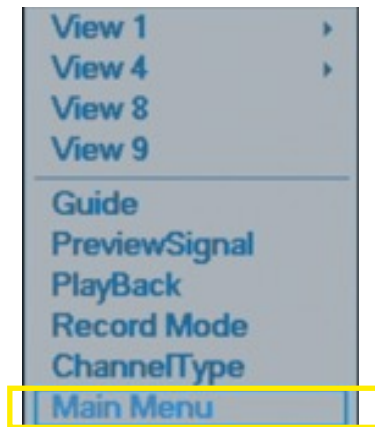 View 1
View 4
View 8
View 9
Guide
PreviewSignal
PlayBack
Record Mode
ChannelType
Main Menu